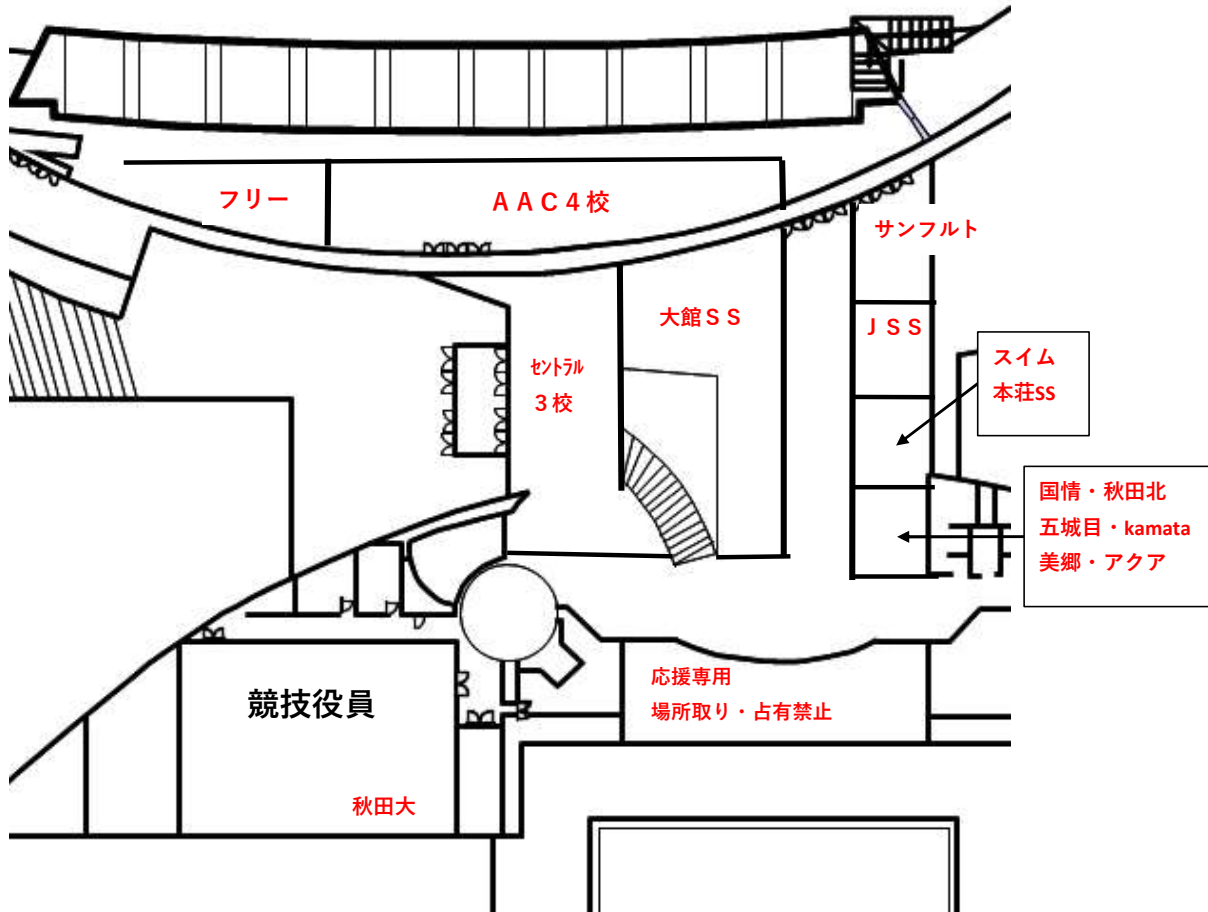 フリー
ＡＡＣ４校
サンフルト
大館ＳＳ
ＪＳＳ
セントラル
３校
スイム
本荘SS
国情・秋田北
五城目・kamata
美郷・アクア
応援専用
場所取り・占有禁止
競技役員
秋田大